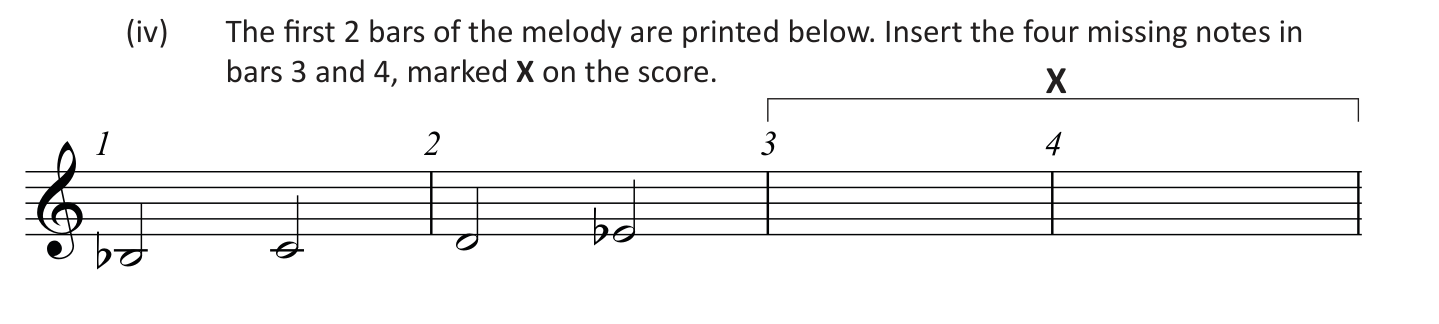 (iv) The first 2 bars of the melody are printed below. Insert the four missing notes in
bars 3 and 4, marked X on the score.
X
1 2 3 4